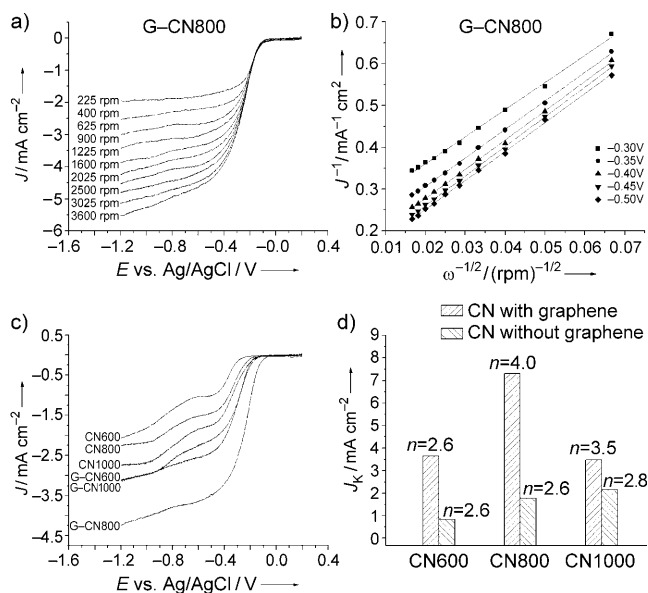 a)
G–CN800
0
–1
–2
–3
–4
–5
–6
J/mA cm⁻²
225 rpm
400 rpm
625 rpm
900 rpm
1225 rpm
1600 rpm
2025 rpm
2500 rpm
3025 rpm
3600 rpm
–1.6 –1.2 –0.8 –0.4 0.0 0.4
E vs. Ag/AgCl / V
b)
G–CN800
0.7
0.6
0.5
0.4
0.3
0.2
J⁻¹/mA⁻¹ cm²
–0.30V
–0.35V
–0.40V
–0.45V
–0.50V
0.01 0.02 0.03 0.04 0.05 0.06 0.07
ω⁻¹/²/(rpm)⁻¹/²
c)
0.5
–0.5
–1.5
–2.5
–3.5
–4.5
J/mA cm⁻²
CN600
CN800
CN1000
G–CN600
G–CN1000
G–CN800
–1.6 –1.2 –0.8 –0.4 0.0 0.4
E vs. Ag/AgCl / V
d)
CN with graphene
CN without graphene
9
8
7
6
5
4
3
2
1
0
J_K/mA cm⁻²
n=2.6
n=2.6
n=4.0
n=2.6
n=3.5
n=2.8
CN600 CN800 CN1000